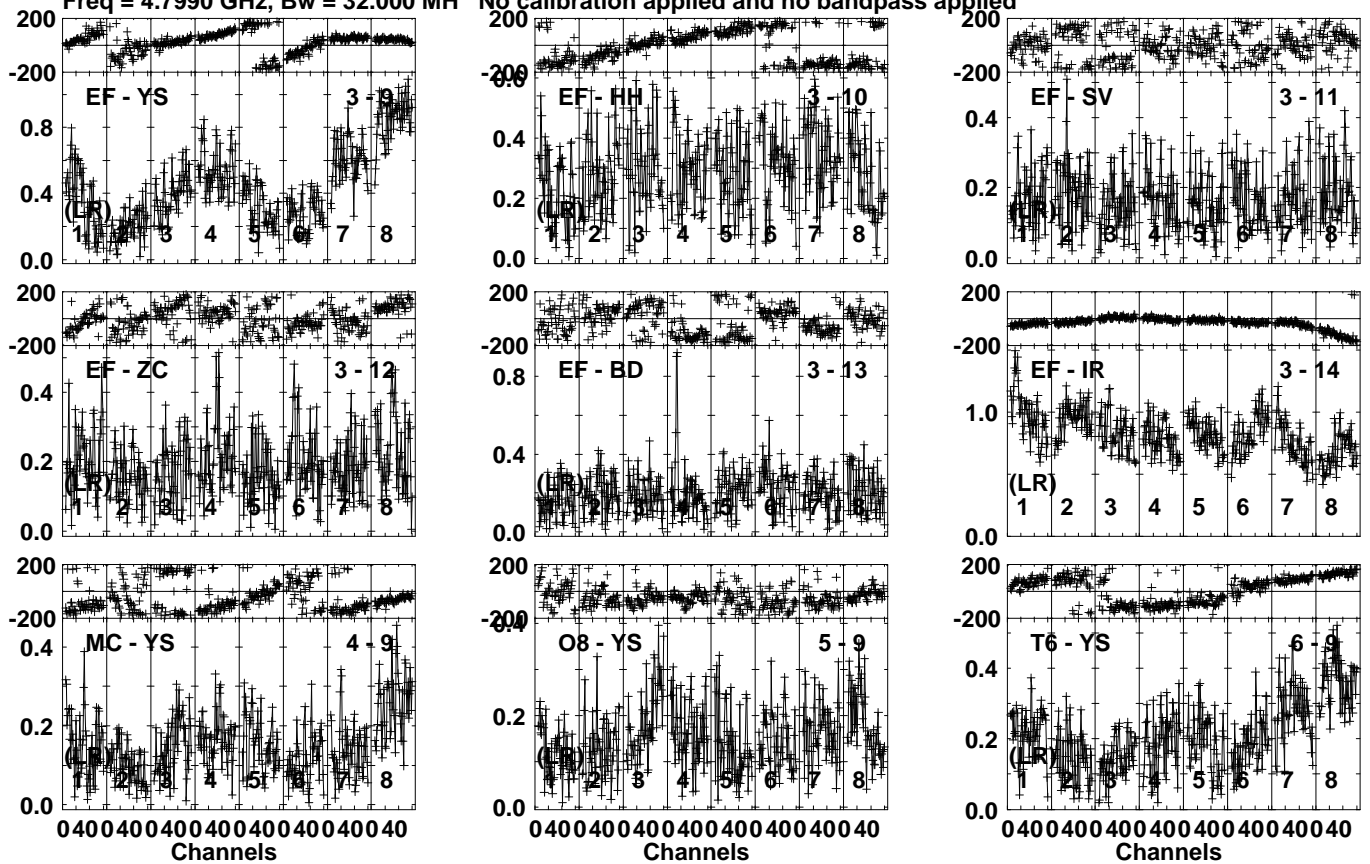 Freq = 4.7990 GHz, Bw = 32.000 MH No calibration applied and no bandpass applied
200 200 200
-200 -200 -200
EF - YS 3 - 9 0.6 EF - HH 3 - 10 EF - SV 3 - 11
0.8 0.4 0.4
0.4 0.2 0.2
(LR) (LR) (LR)
1 2 3 4 5 6 7 8 1 2 3 4 5 6 7 8 1 2 3 4 5 6 7 8
0.0 0.0 0.0
200 200 200
-200 -200 -200
EF - ZC 3 - 12 EF - BD 3 - 13 EF - IR 3 - 14
0.4 0.8 1.0
0.2 0.4
(LR) (LR) (LR)
1 2 3 4 5 6 7 8 1 2 3 4 5 6 7 8 1 2 3 4 5 6 7 8
0.0 0.0 0.0
200 200 200
-200 -200 -200
MC - YS 4 - 9 0.4 O8 - YS 5 - 9 T6 - YS 6 - 9
0.4 0.4
0.2 0.2 0.2
(LR) (LR) (LR)
1 2 3 4 5 6 7 8 1 2 3 4 5 6 7 8 1 2 3 4 5 6 7 8
0.0 0.0 0.0
0 40 0 40 0 40 0 40 0 40 0 40 0 40 0 40 0 40 0 40 0 40 0 40 0 40 0 40 0 40 0 40 0 40 0 40 0 40 0 40 0 40 0 40 0 40 0 40
Channels Channels Channels